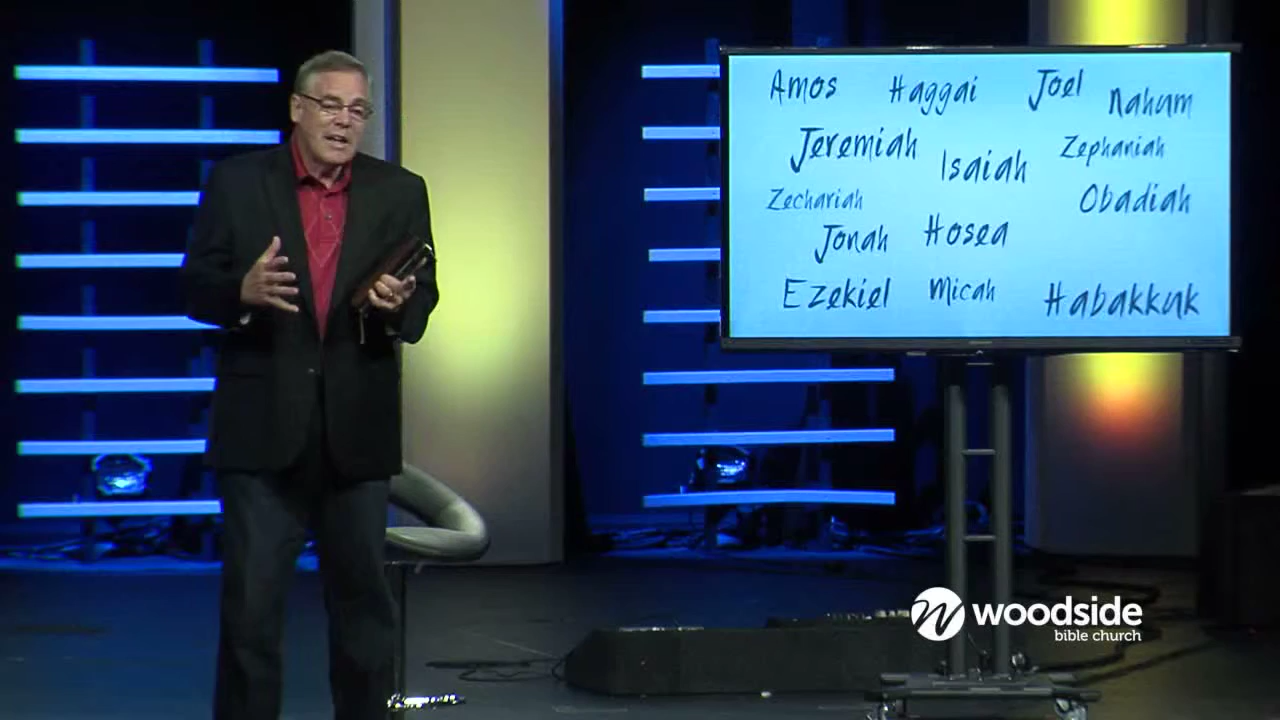 Amos Haggai Joel Nahum
Jeremiah Isaiah Zephaniah
Zechariah Obadiah
Jonah Hosea
Ezekiel Micah Habakkuk
woodside
bible church